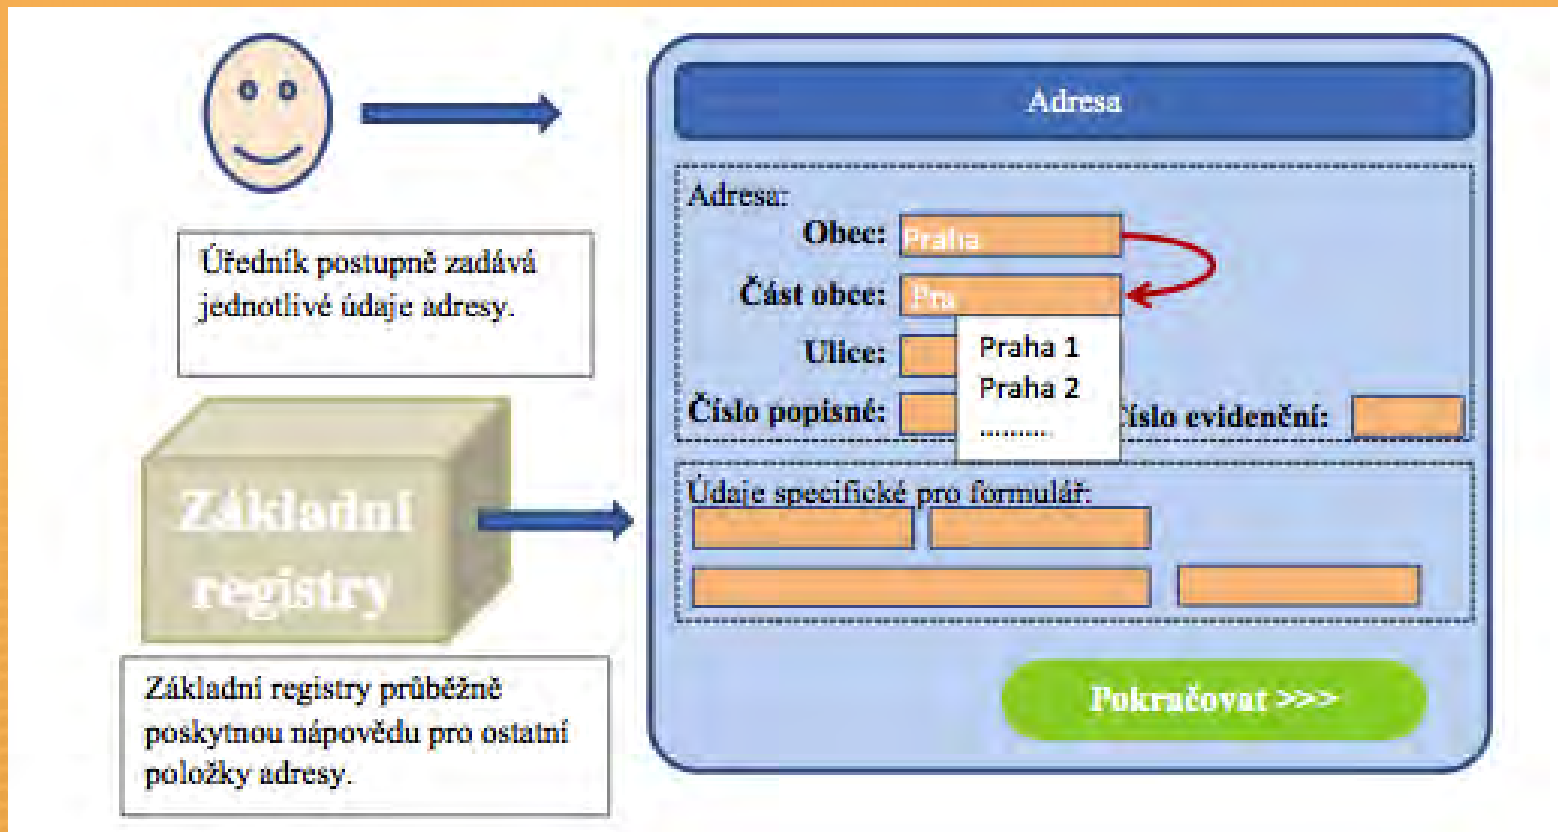 Úředník postupně zadává
jednotlivé údaje adresy.
Základní
registry
Základní registry průběžně
poskytnou nápovědu pro ostatní
položky adresy.
Adresa
Adresa:
Obec: Praha
Část obce: Pra
Praha 1
Praha 2
...........
Ulice:
Číslo popisné: číslo evidenční:
Údaje specifické pro formulář:
Pokračovat >>>